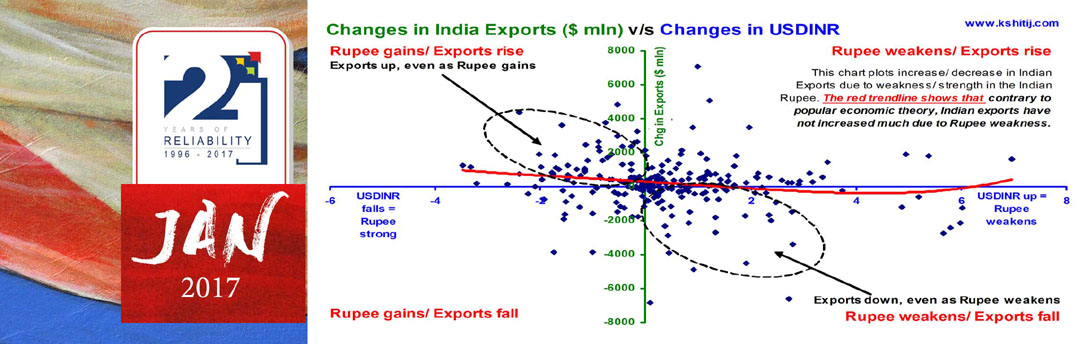 21
YEARS OF
RELIABILITY
1996 - 2017
JAN
2017
Changes in India Exports ($ mln) v/s Changes in USDINR
www.kshitij.com
Rupee gains/ Exports rise
Exports up, even as Rupee gains
Rupee weakens/ Exports rise
This chart plots increase/ decrease in Indian
Exports due to weakness/ strength in the Indian
Rupee. The red trendline shows that contrary to
popular economic theory, Indian exports have
not increased much due to Rupee weakness.
Chg in Exports ($ mln)
8000
6000
4000
2000
0
-2000
-4000
-6000
-8000
-6
-4
-2
2
4
6
8
USDINR
falls =
Rupee
strong
USDINR up =
Rupee
weakens
Exports down, even as Rupee weakens
Rupee gains/ Exports fall
Rupee weakens/ Exports fall